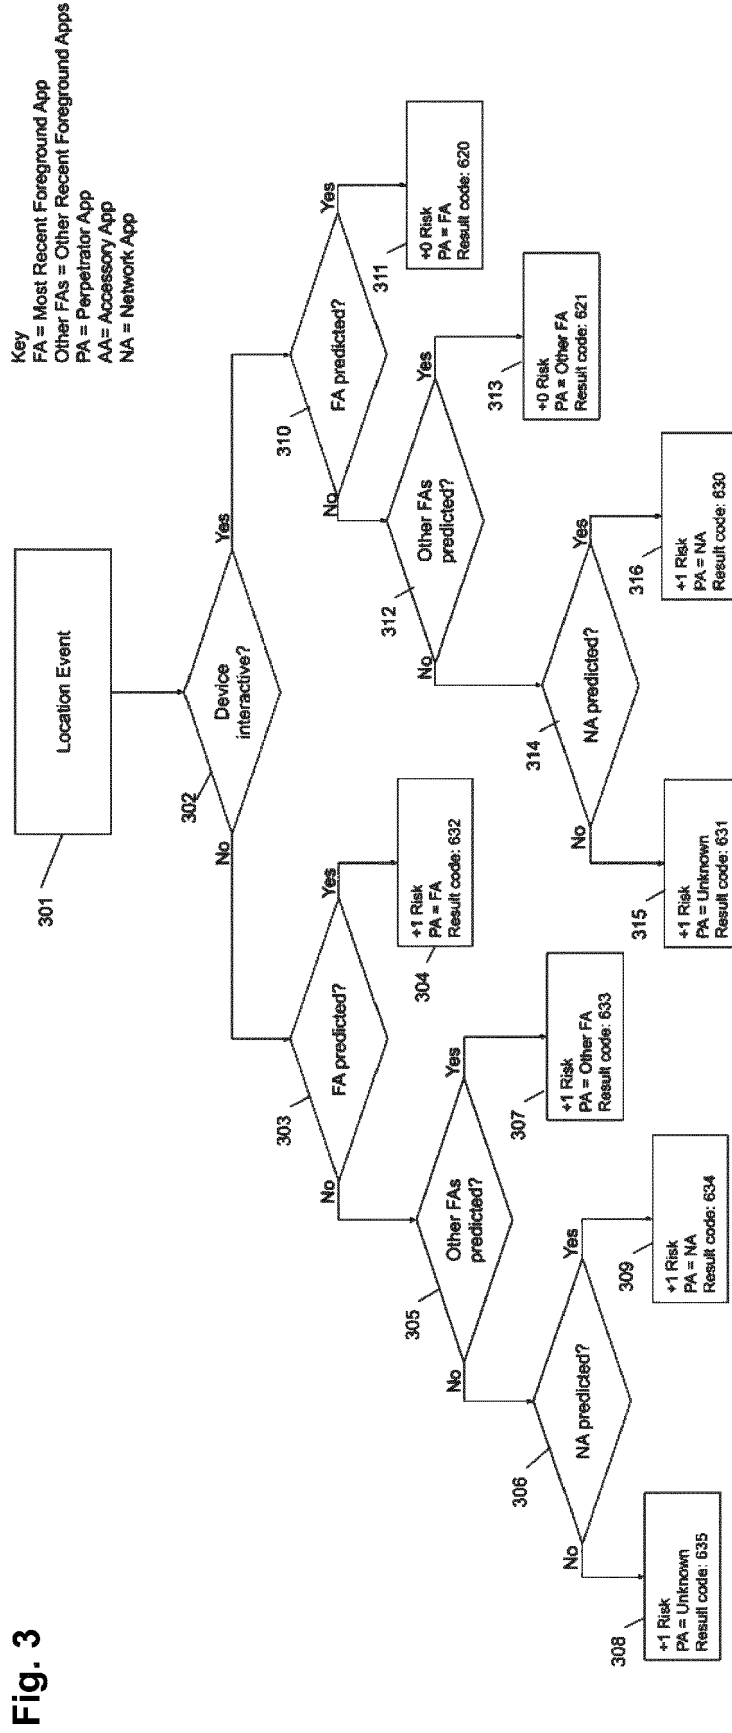 Fig. 3
Key
FA = Most Recent Foreground App
Other FAs = Other Recent Foreground Apps
PA = Perpetrator App
AA = Accessory App
NA = Network App
301
Location Event
302
Device
interactive?
No
Yes
303
FA predicted?
No
Yes
304
+1 Risk
PA = FA
Result code: 632
305
Other FAs
predicted?
No
Yes
307
+1 Risk
PA = Other FA
Result code: 633
306
NA predicted?
No
Yes
308
+1 Risk
PA = Unknown
Result code: 635
309
+1 Risk
PA = NA
Result code: 634
310
FA predicted?
No
Yes
311
+0 Risk
PA = FA
Result code: 620
312
Other FAs
predicted?
No
Yes
313
+0 Risk
PA = Other FA
Result code: 621
314
NA predicted?
No
Yes
315
+1 Risk
PA = Unknown
Result code: 631
316
+1 Risk
PA = NA
Result code: 630